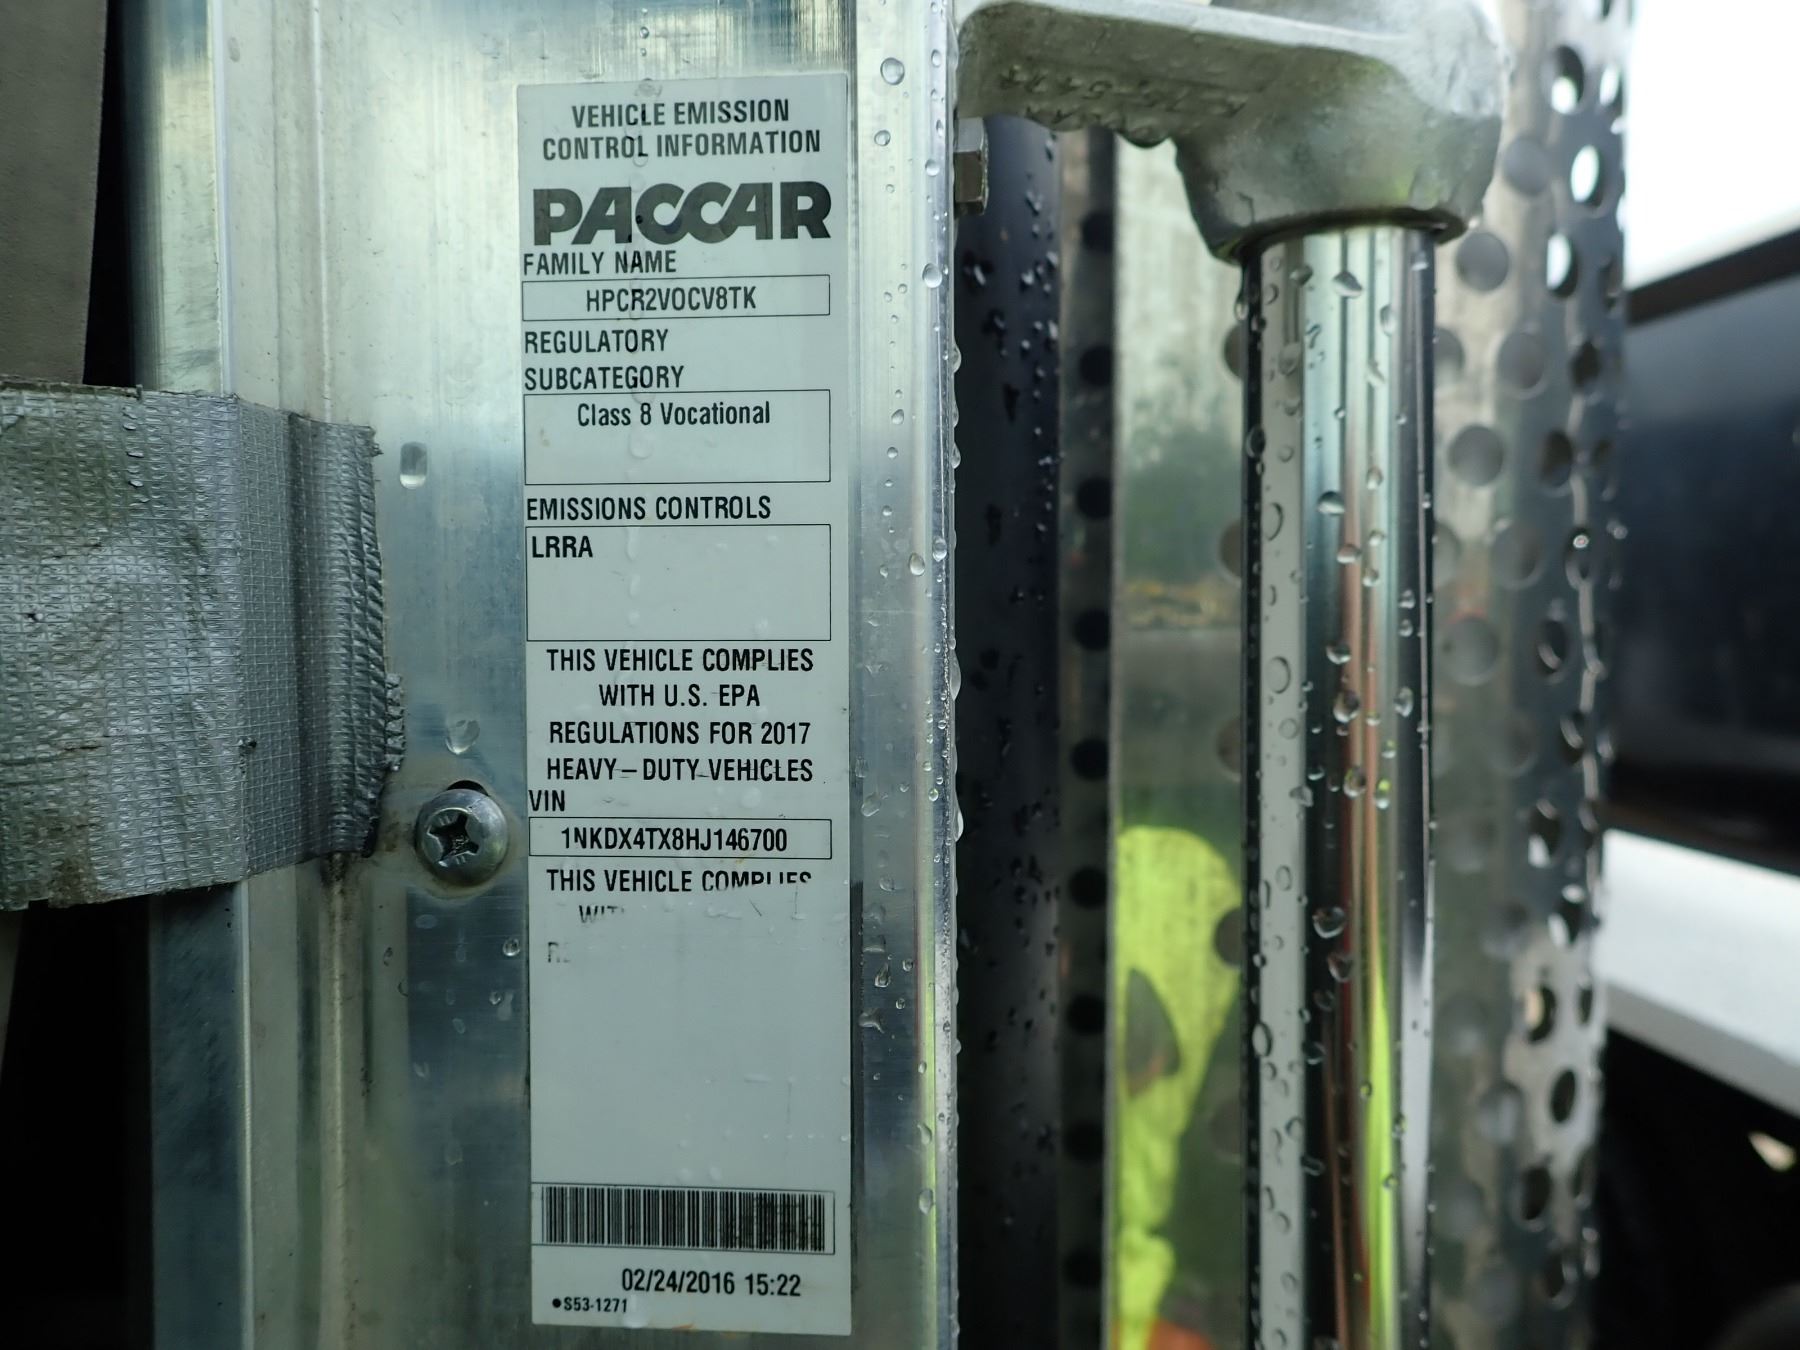 VEHICLE EMISSION
CONTROL INFORMATION
PACCAR
FAMILY NAME
HPCR2VOCV8TK
REGULATORY
SUBCATEGORY
Class 8 Vocational
EMISSIONS CONTROLS
LRRA
THIS VEHICLE COMPLIES
WITH U.S. EPA
REGULATIONS FOR 2017
HEAVY–DUTY VEHICLES
VIN
1NKDX4TX8HJ146700
THIS VEHICLE COMPLIES
02/24/2016 15:22
•S53-1271